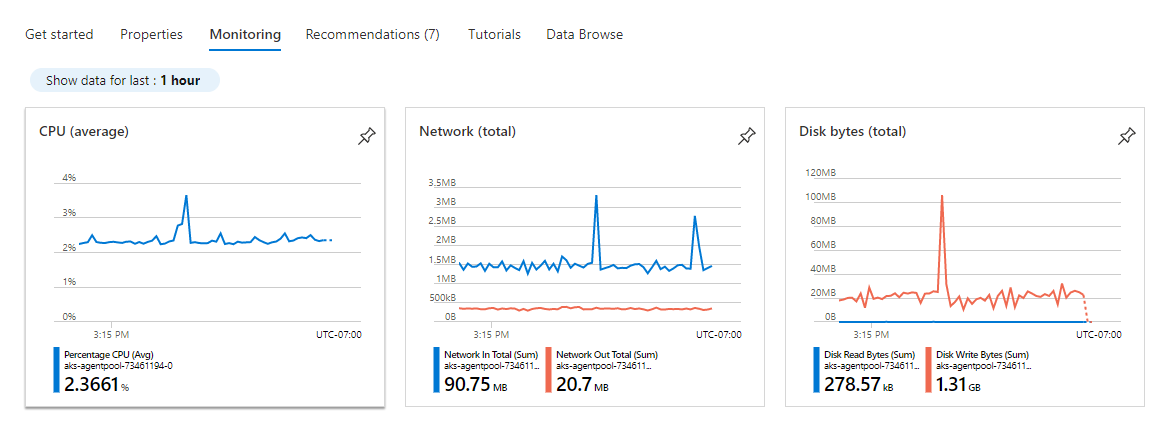 Get started Properties Monitoring Recommendations (7) Tutorials Data Browse
Show data for last : 1 hour
CPU (average)
4%
3%
2%
1%
0%
3:15 PM UTC-07:00
Percentage CPU (Avg)
aks-agentpool-73461194-0
2.3661 %
Network (total)
3.5MB
3MB
2.5MB
2MB
1.5MB
1MB
500kB
0B
3:15 PM UTC-07:00
Network In Total (Sum) Network Out Total (Sum)
aks-agentpool-734611... aks-agentpool-734611...
90.75 MB 20.7 MB
Disk bytes (total)
120MB
100MB
80MB
60MB
40MB
20MB
0B
3:15 PM UTC-07:00
Disk Read Bytes (Sum) Disk Write Bytes (Sum)
aks-agentpool-734611... aks-agentpool-734611...
278.57 kB 1.31 GB